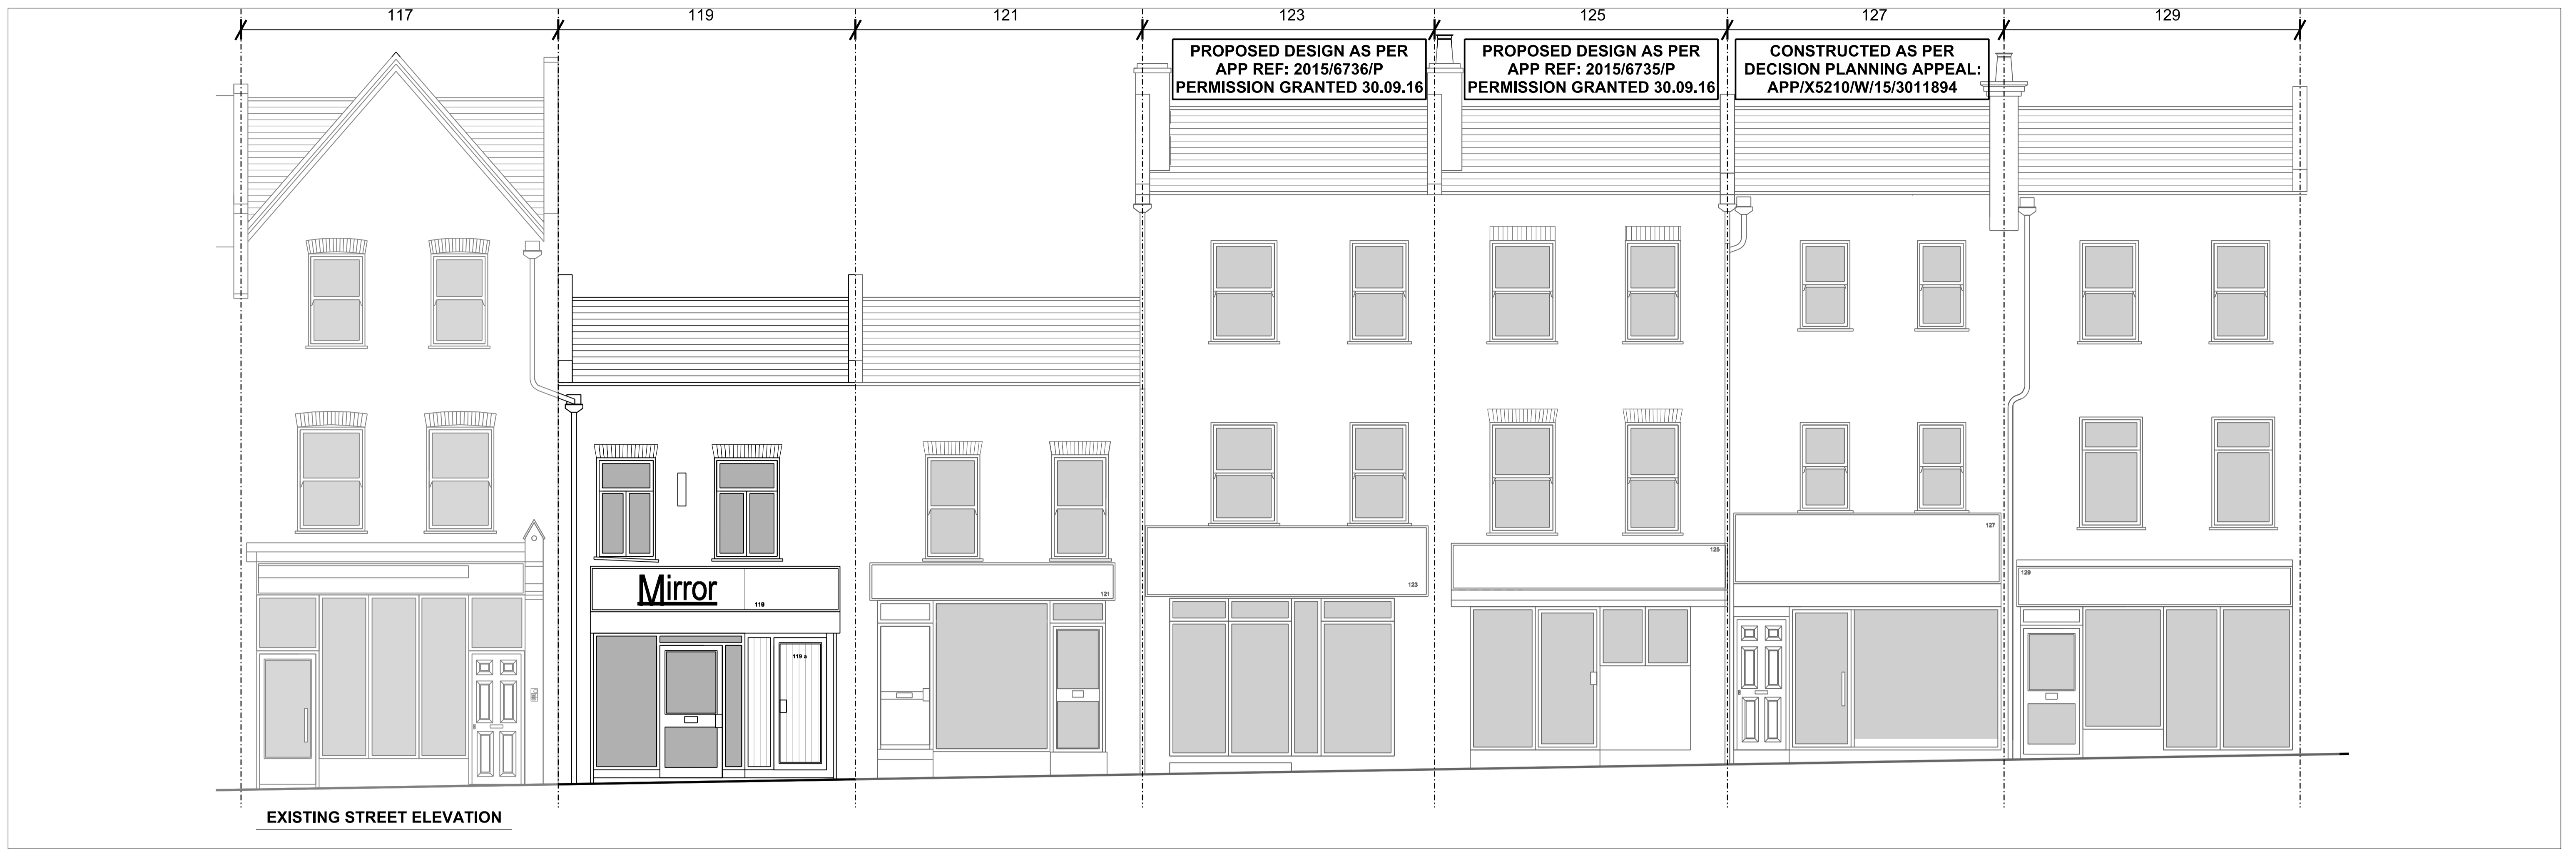 117
119
121
123
125
127
129
PROPOSED DESIGN AS PER
APP REF: 2015/6736/P
PERMISSION GRANTED 30.09.16
PROPOSED DESIGN AS PER
APP REF: 2015/6735/P
PERMISSION GRANTED 30.09.16
CONSTRUCTED AS PER
DECISION PLANNING APPEAL:
APP/X5210/W/15/3011894
Mirror
119
119 a
121
123
125
127
129
EXISTING STREET ELEVATION